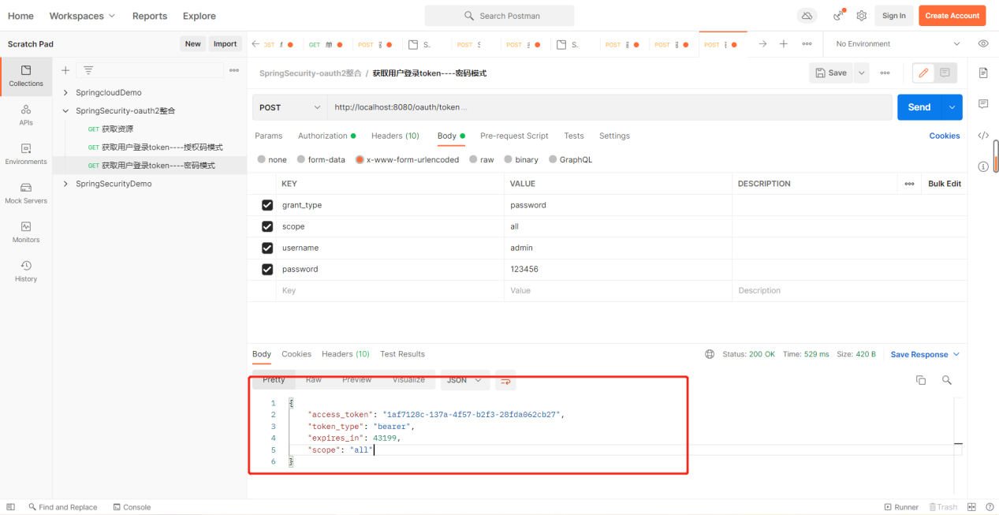 Home Workspaces Reports Explore Search Postman Sign In Create Account
Scratch Pad New Import OST GET 单 POST POST S. POST S POST S. POST POST POST No Environment
Collections
APIs
Environments
Mock Servers
Monitors
History
SpringcloudDemo
SpringSecurity-oauth2整合
GET 获取资源
GET 获取用户登录token----授权码模式
GET 获取用户登录token----密码模式
SpringSecurityDemo
SpringSecurity-oauth2整合 / 获取用户登录token----密码模式 Save
POST http://localhost:8080/oauth/token... Send
Params Authorization Headers (10) Body Pre-request Script Tests Settings Cookies
none form-data x-www-form-urlencoded raw binary GraphQL
KEY VALUE DESCRIPTION Bulk Edit
grant_type password
scope all
username admin
password 123456
Key Value Description
Body Cookies Headers (10) Test Results Status: 200 OK Time: 529 ms Size: 420 B Save Response
Pretty Raw Preview Visualize JSON
1 {
2 "access_token": "1af7128c-137a-4f57-b2f3-28fda062cb27",
3 "token_type": "bearer",
4 "expires_in": 43199,
5 "scope": "all"
6 }
Find and Replace Console Runner Trash